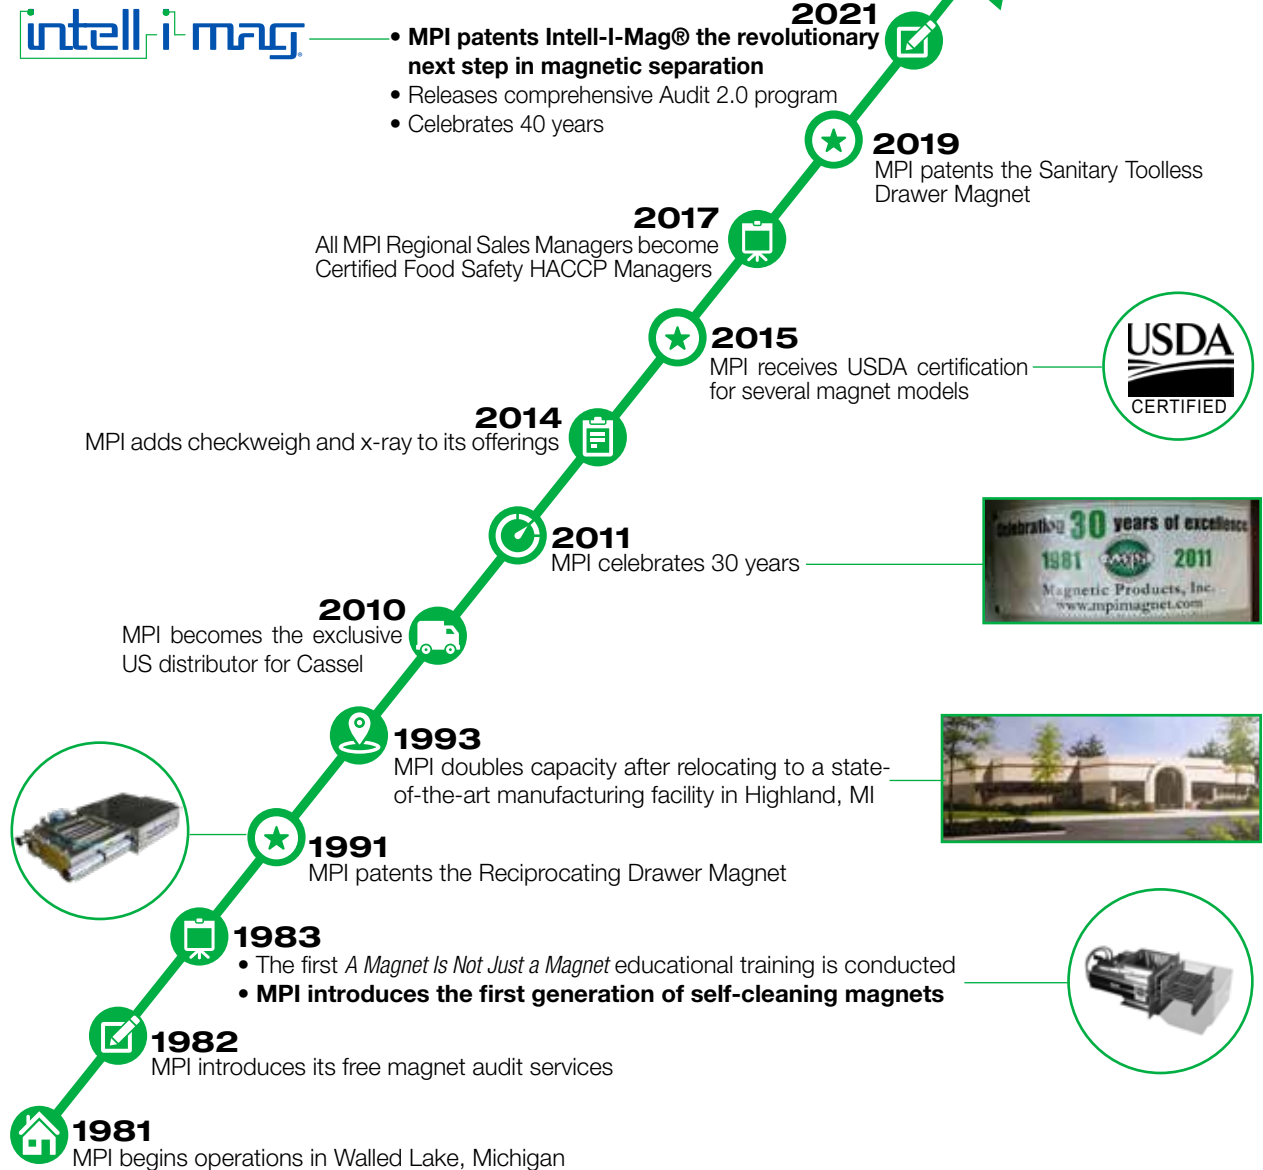 intell-i-mag®
2021
• MPI patents Intell-I-Mag® the revolutionary
next step in magnetic separation
• Releases comprehensive Audit 2.0 program
• Celebrates 40 years
2019
MPI patents the Sanitary Toolless
Drawer Magnet
2017
All MPI Regional Sales Managers become
Certified Food Safety HACCP Managers
2015
MPI receives USDA certification
for several magnet models
USDA
CERTIFIED
2014
MPI adds checkweigh and x-ray to its offerings
2011
MPI celebrates 30 years
Celebrating 30 years of excellence
1981 mpi 2011
Magnetic Products, Inc.
www.mpimagnet.com
2010
MPI becomes the exclusive
US distributor for Cassel
1993
MPI doubles capacity after relocating to a state-
of-the-art manufacturing facility in Highland, MI
1991
MPI patents the Reciprocating Drawer Magnet
1983
• The first A Magnet Is Not Just a Magnet educational training is conducted
• MPI introduces the first generation of self-cleaning magnets
1982
MPI introduces its free magnet audit services
1981
MPI begins operations in Walled Lake, Michigan